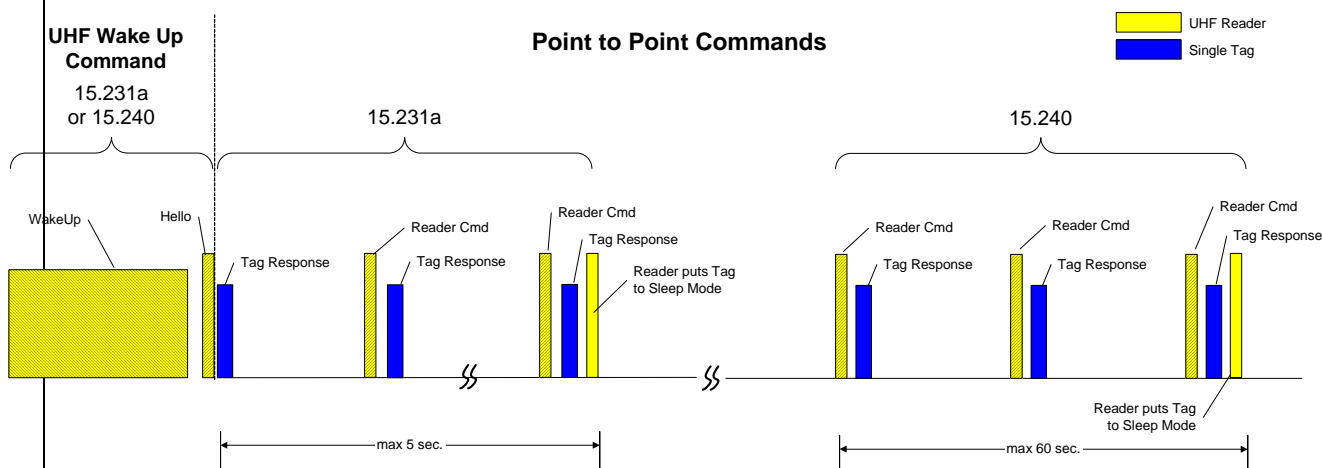 UHF Wake Up
Command
15.231a
or 15.240
Point to Point Commands
UHF Reader
Single Tag
15.231a
15.240
WakeUp
Hello
Tag Response
Reader Cmd
Tag Response
Reader Cmd
Tag Response
Reader puts Tag
to Sleep Mode
Reader Cmd
Tag Response
Reader Cmd
Tag Response
Reader Cmd
Tag Response
Reader puts Tag
to Sleep Mode
max 5 sec.
max 60 sec.